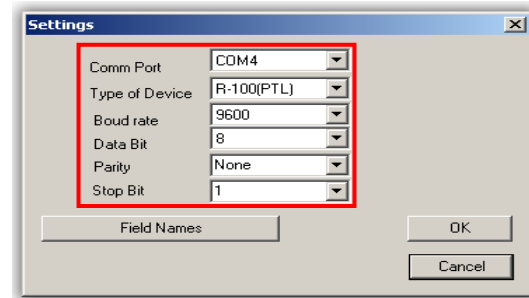 Settings
Comm Port COM4
Type of Device R-100(PTL)
Boud rate 9600
Data Bit 8
Parity None
Stop Bit 1
Field Names OK
Cancel